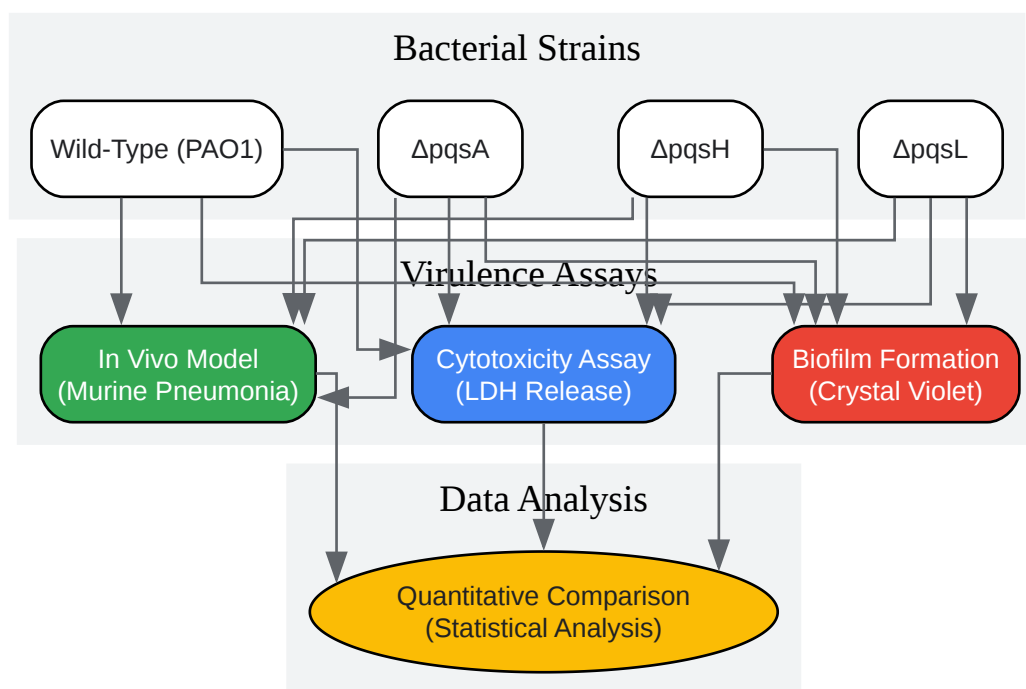 Bacterial Strains
Wild-Type (PAO1)
ΔpqsA
ΔpqsH
ΔpqsL
Virulence Assays
In Vivo Model
(Murine Pneumonia)
Cytotoxicity Assay
(LDH Release)
Biofilm Formation
(Crystal Violet)
Data Analysis
Quantitative Comparison
(Statistical Analysis)